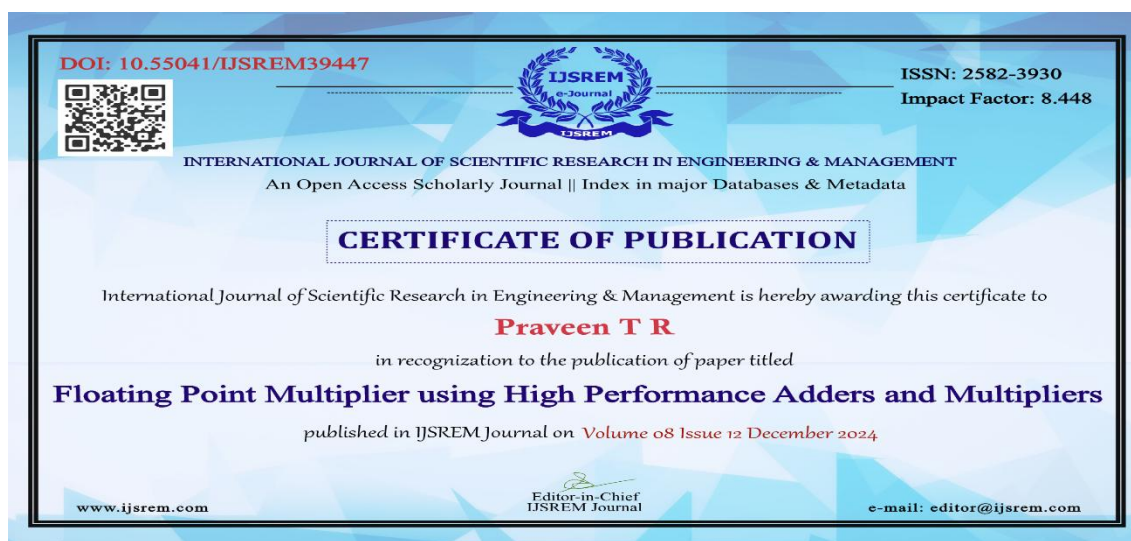 DOI: 10.55041/IJSREM39447
IJSREM
e-Journal
IJSREM
ISSN: 2582-3930
Impact Factor: 8.448
INTERNATIONAL JOURNAL OF SCIENTIFIC RESEARCH IN ENGINEERING & MANAGEMENT
An Open Access Scholarly Journal || Index in major Databases & Metadata
CERTIFICATE OF PUBLICATION
International Journal of Scientific Research in Engineering & Management is hereby awarding this certificate to
Praveen T R
in recognization to the publication of paper titled
Floating Point Multiplier using High Performance Adders and Multipliers
published in IJSREM Journal on Volume 08 Issue 12 December 2024
www.ijsrem.com
Editor-in-Chief
IJSREM Journal
e-mail: editor@ijsrem.com